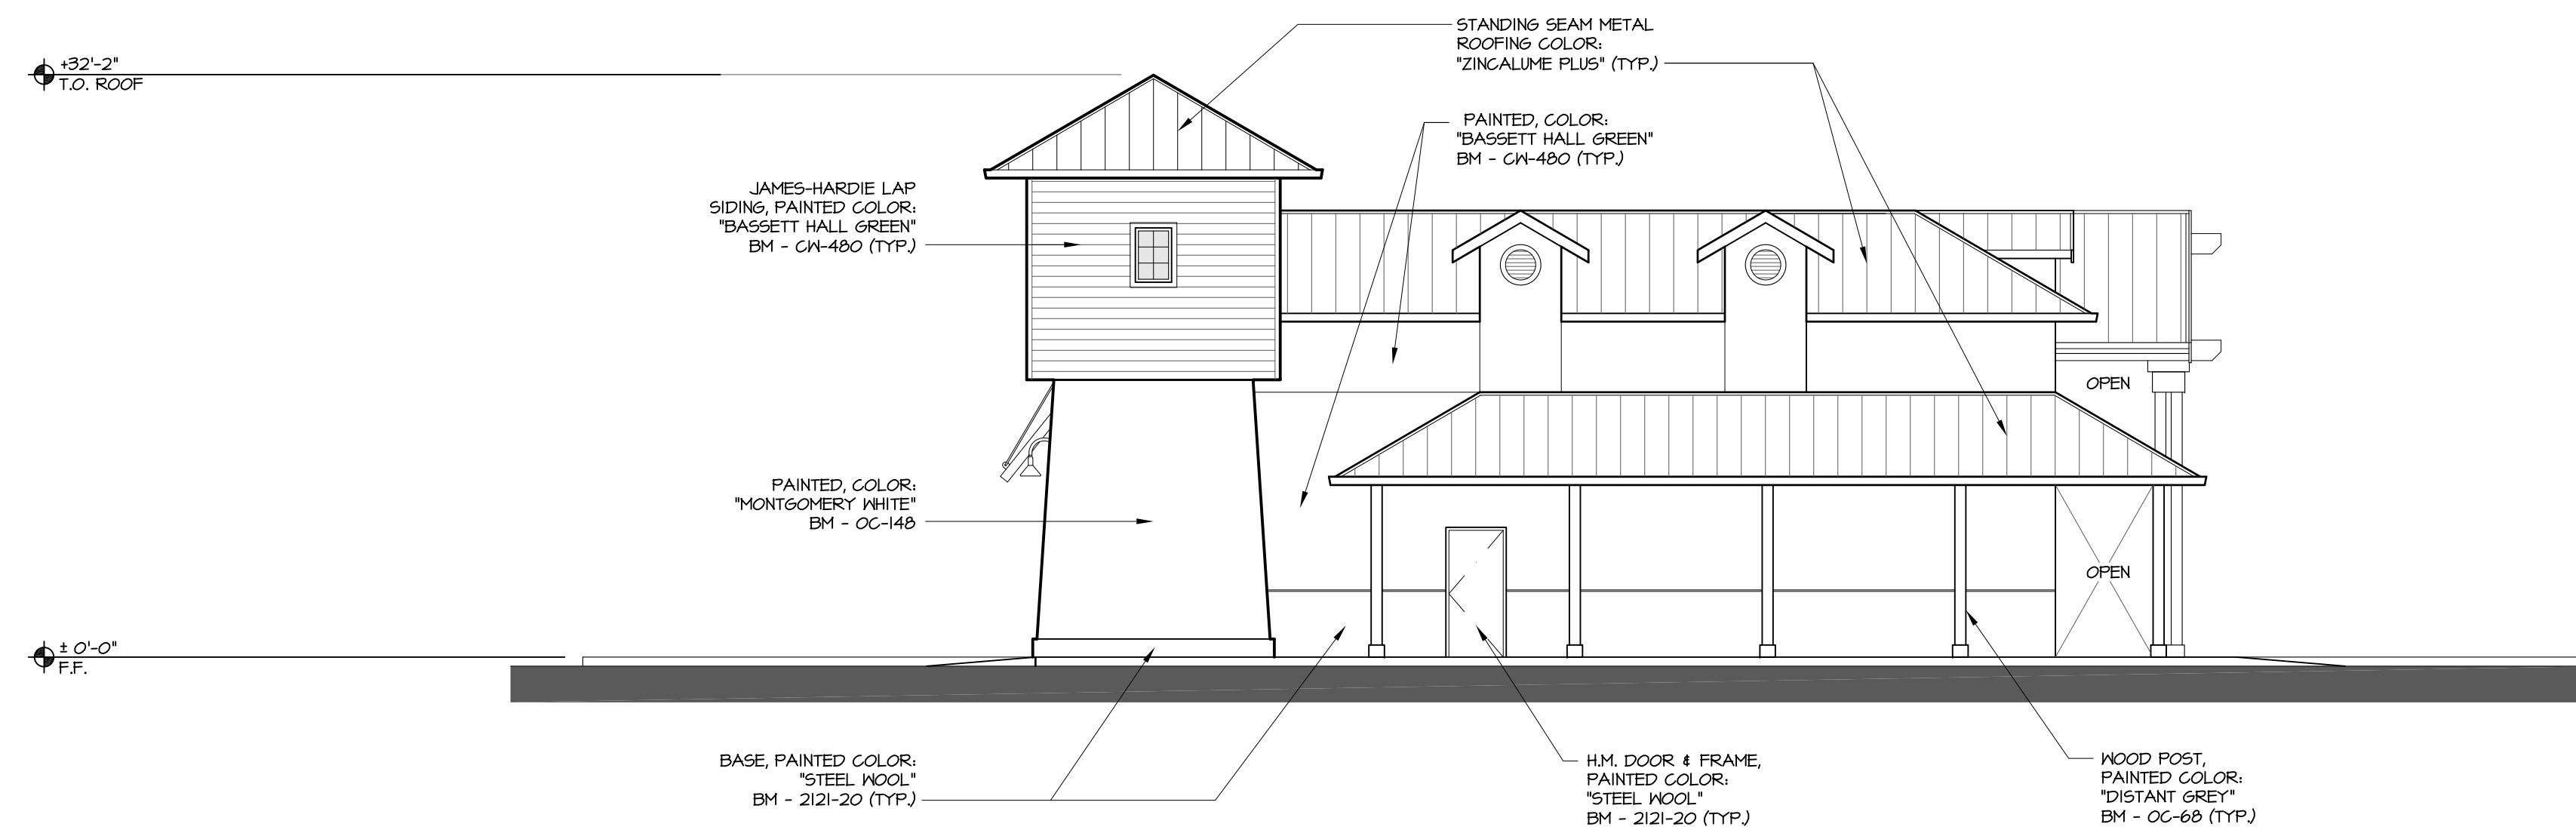 +32'-2"
T.O. ROOF
STANDING SEAM METAL
ROOFING COLOR:
"ZINCALUME PLUS" (TYP.)
PAINTED, COLOR:
"BASSETT HALL GREEN"
BM - CW-480 (TYP.)
JAMES-HARDIE LAP
SIDING, PAINTED COLOR:
"BASSETT HALL GREEN"
BM - CW-480 (TYP.)
OPEN
PAINTED, COLOR:
"MONTGOMERY WHITE"
BM - OC-148
OPEN
± 0'-0"
F.F.
BASE, PAINTED COLOR:
"STEEL WOOL"
BM - 2121-20 (TYP.)
H.M. DOOR & FRAME,
PAINTED COLOR:
"STEEL WOOL"
BM - 2121-20 (TYP.)
WOOD POST,
PAINTED COLOR:
"DISTANT GREY"
BM - OC-68 (TYP.)